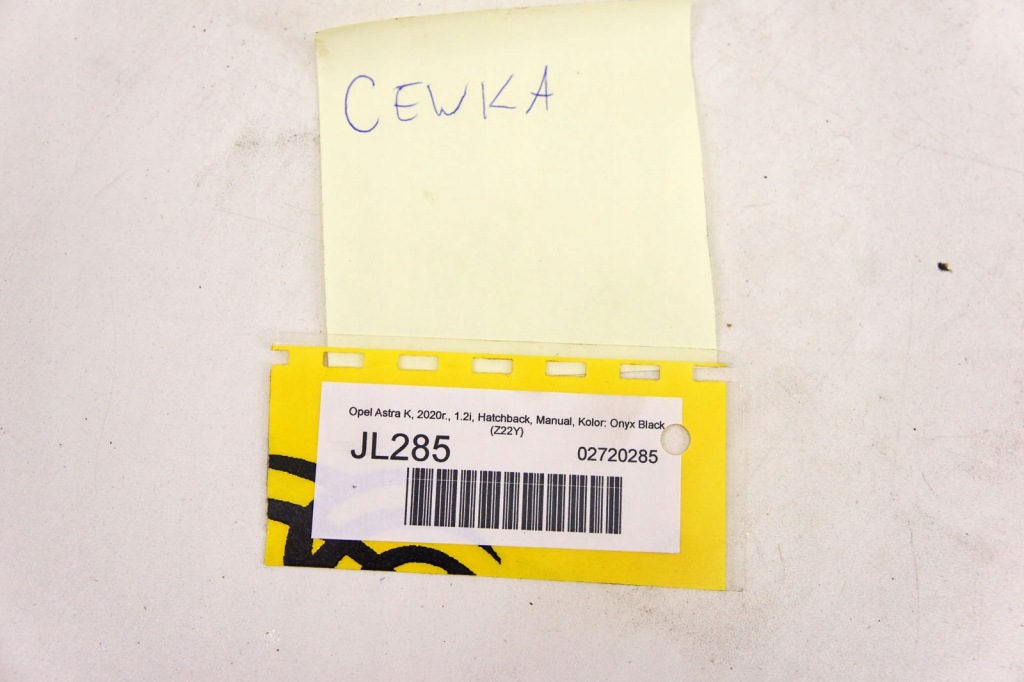 CEWKA
Opel Astra K, 2020r., 1.2i, Hatchback, Manual, Kolor: Onyx Black
(Z22Y)
JL285 02720285